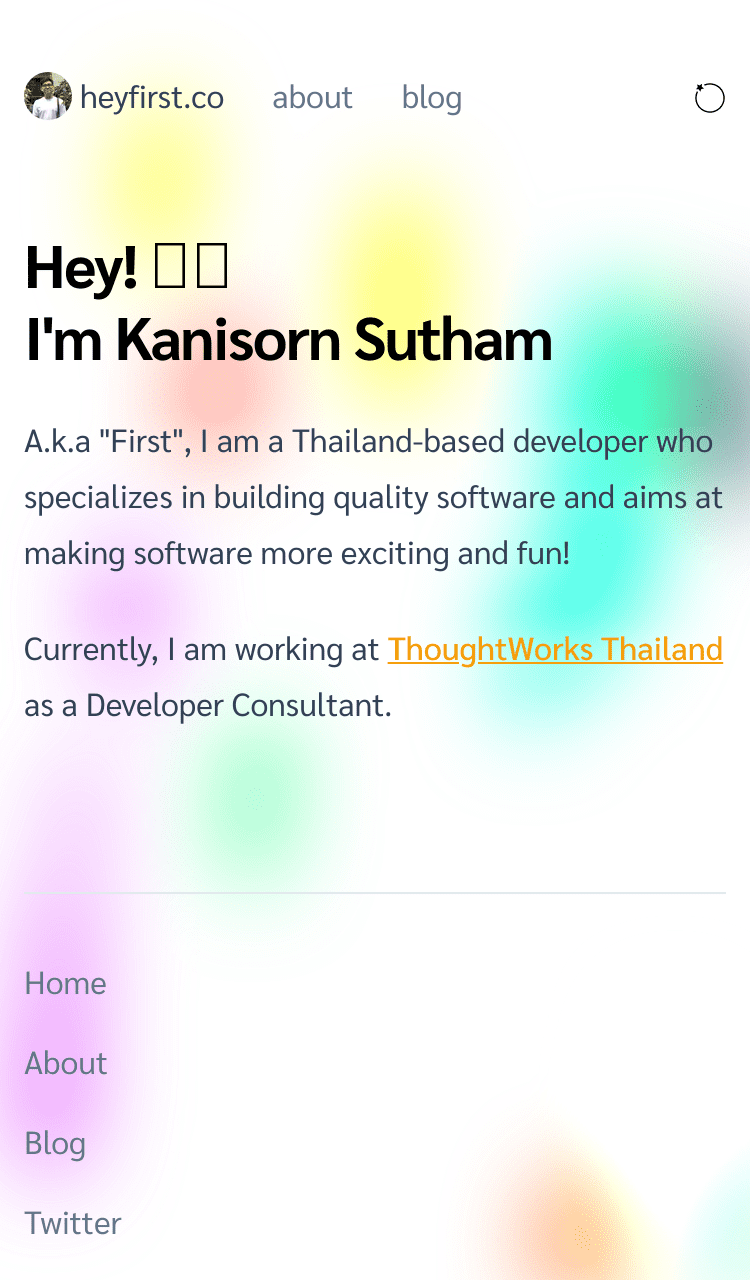 heyfirst.co about blog
Hey!
I'm Kanisorn Sutham
A.k.a "First", I am a Thailand-based developer who
specializes in building quality software and aims at
making software more exciting and fun!
Currently, I am working at ThoughtWorks Thailand
as a Developer Consultant.
Home
About
Blog
Twitter